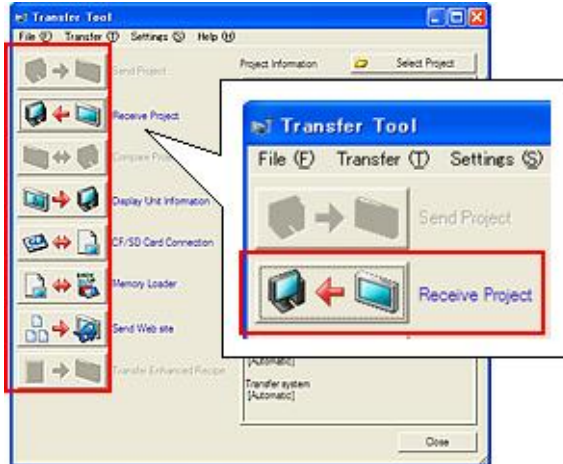 Transfer Tool
File (F) Transfer (T) Settings (S) Help (H)
Send Project
Project Information
Select Project
Receive Project
Compare
Display Unit Information
CF/SD Card Connection
Memory Loader
Send Web site
Transfer Enhanced Recipe
[Automatic]
Transfer system
[Automatic]
Close
Transfer Tool
File (F) Transfer (T) Settings (S)
Send Project
Receive Project